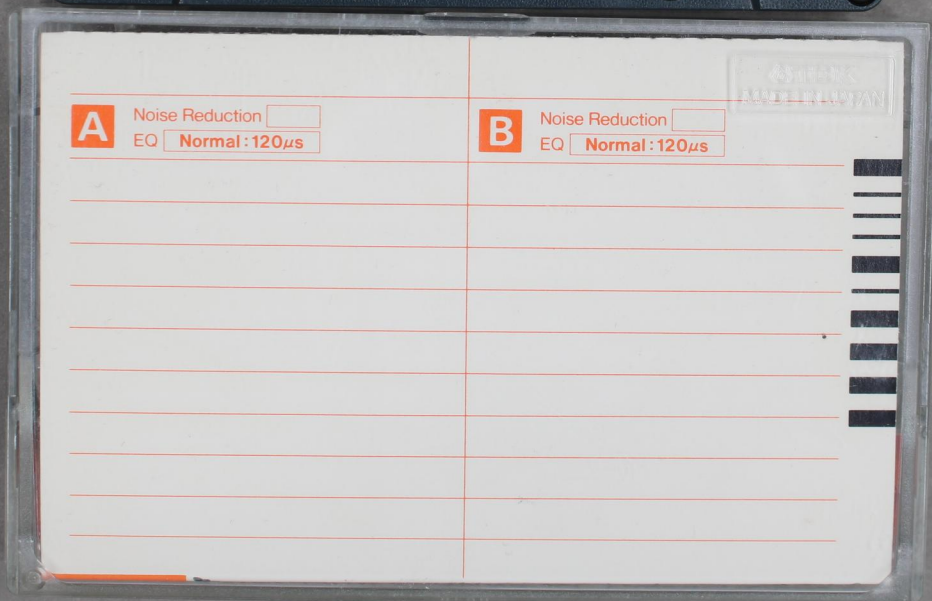 A
Noise Reduction
EQ Normal:120µs
B
Noise Reduction
EQ Normal:120µs